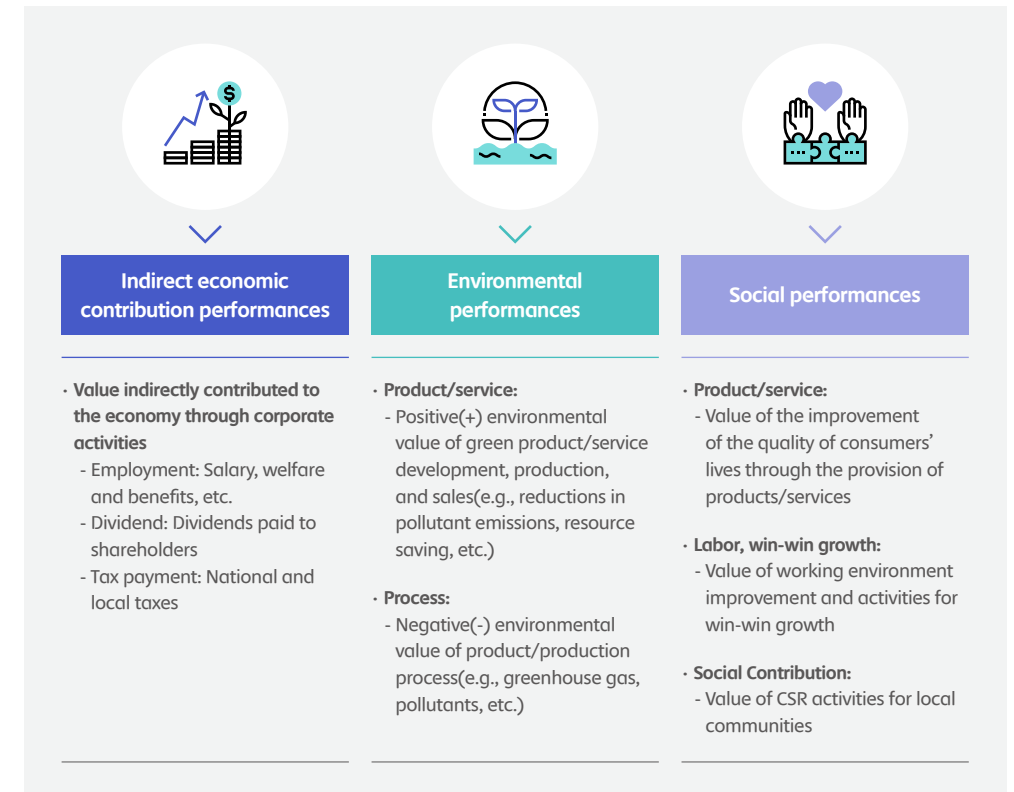 $
Indirect economic
contribution performances
· Value indirectly contributed to
the economy through corporate
activities
- Employment: Salary, welfare
and benefits, etc.
- Dividend: Dividends paid to
shareholders
- Tax payment: National and
local taxes
Environmental
performances
· Product/service:
- Positive(+) environmental
value of green product/service
development, production,
and sales(e.g., reductions in
pollutant emissions, resource
saving, etc.)
· Process:
- Negative(-) environmental
value of product/production
process(e.g., greenhouse gas,
pollutants, etc.)
Social performances
· Product/service:
- Value of the improvement
of the quality of consumers’
lives through the provision of
products/services
· Labor, win-win growth:
- Value of working environment
improvement and activities for
win-win growth
· Social Contribution:
- Value of CSR activities for local
communities